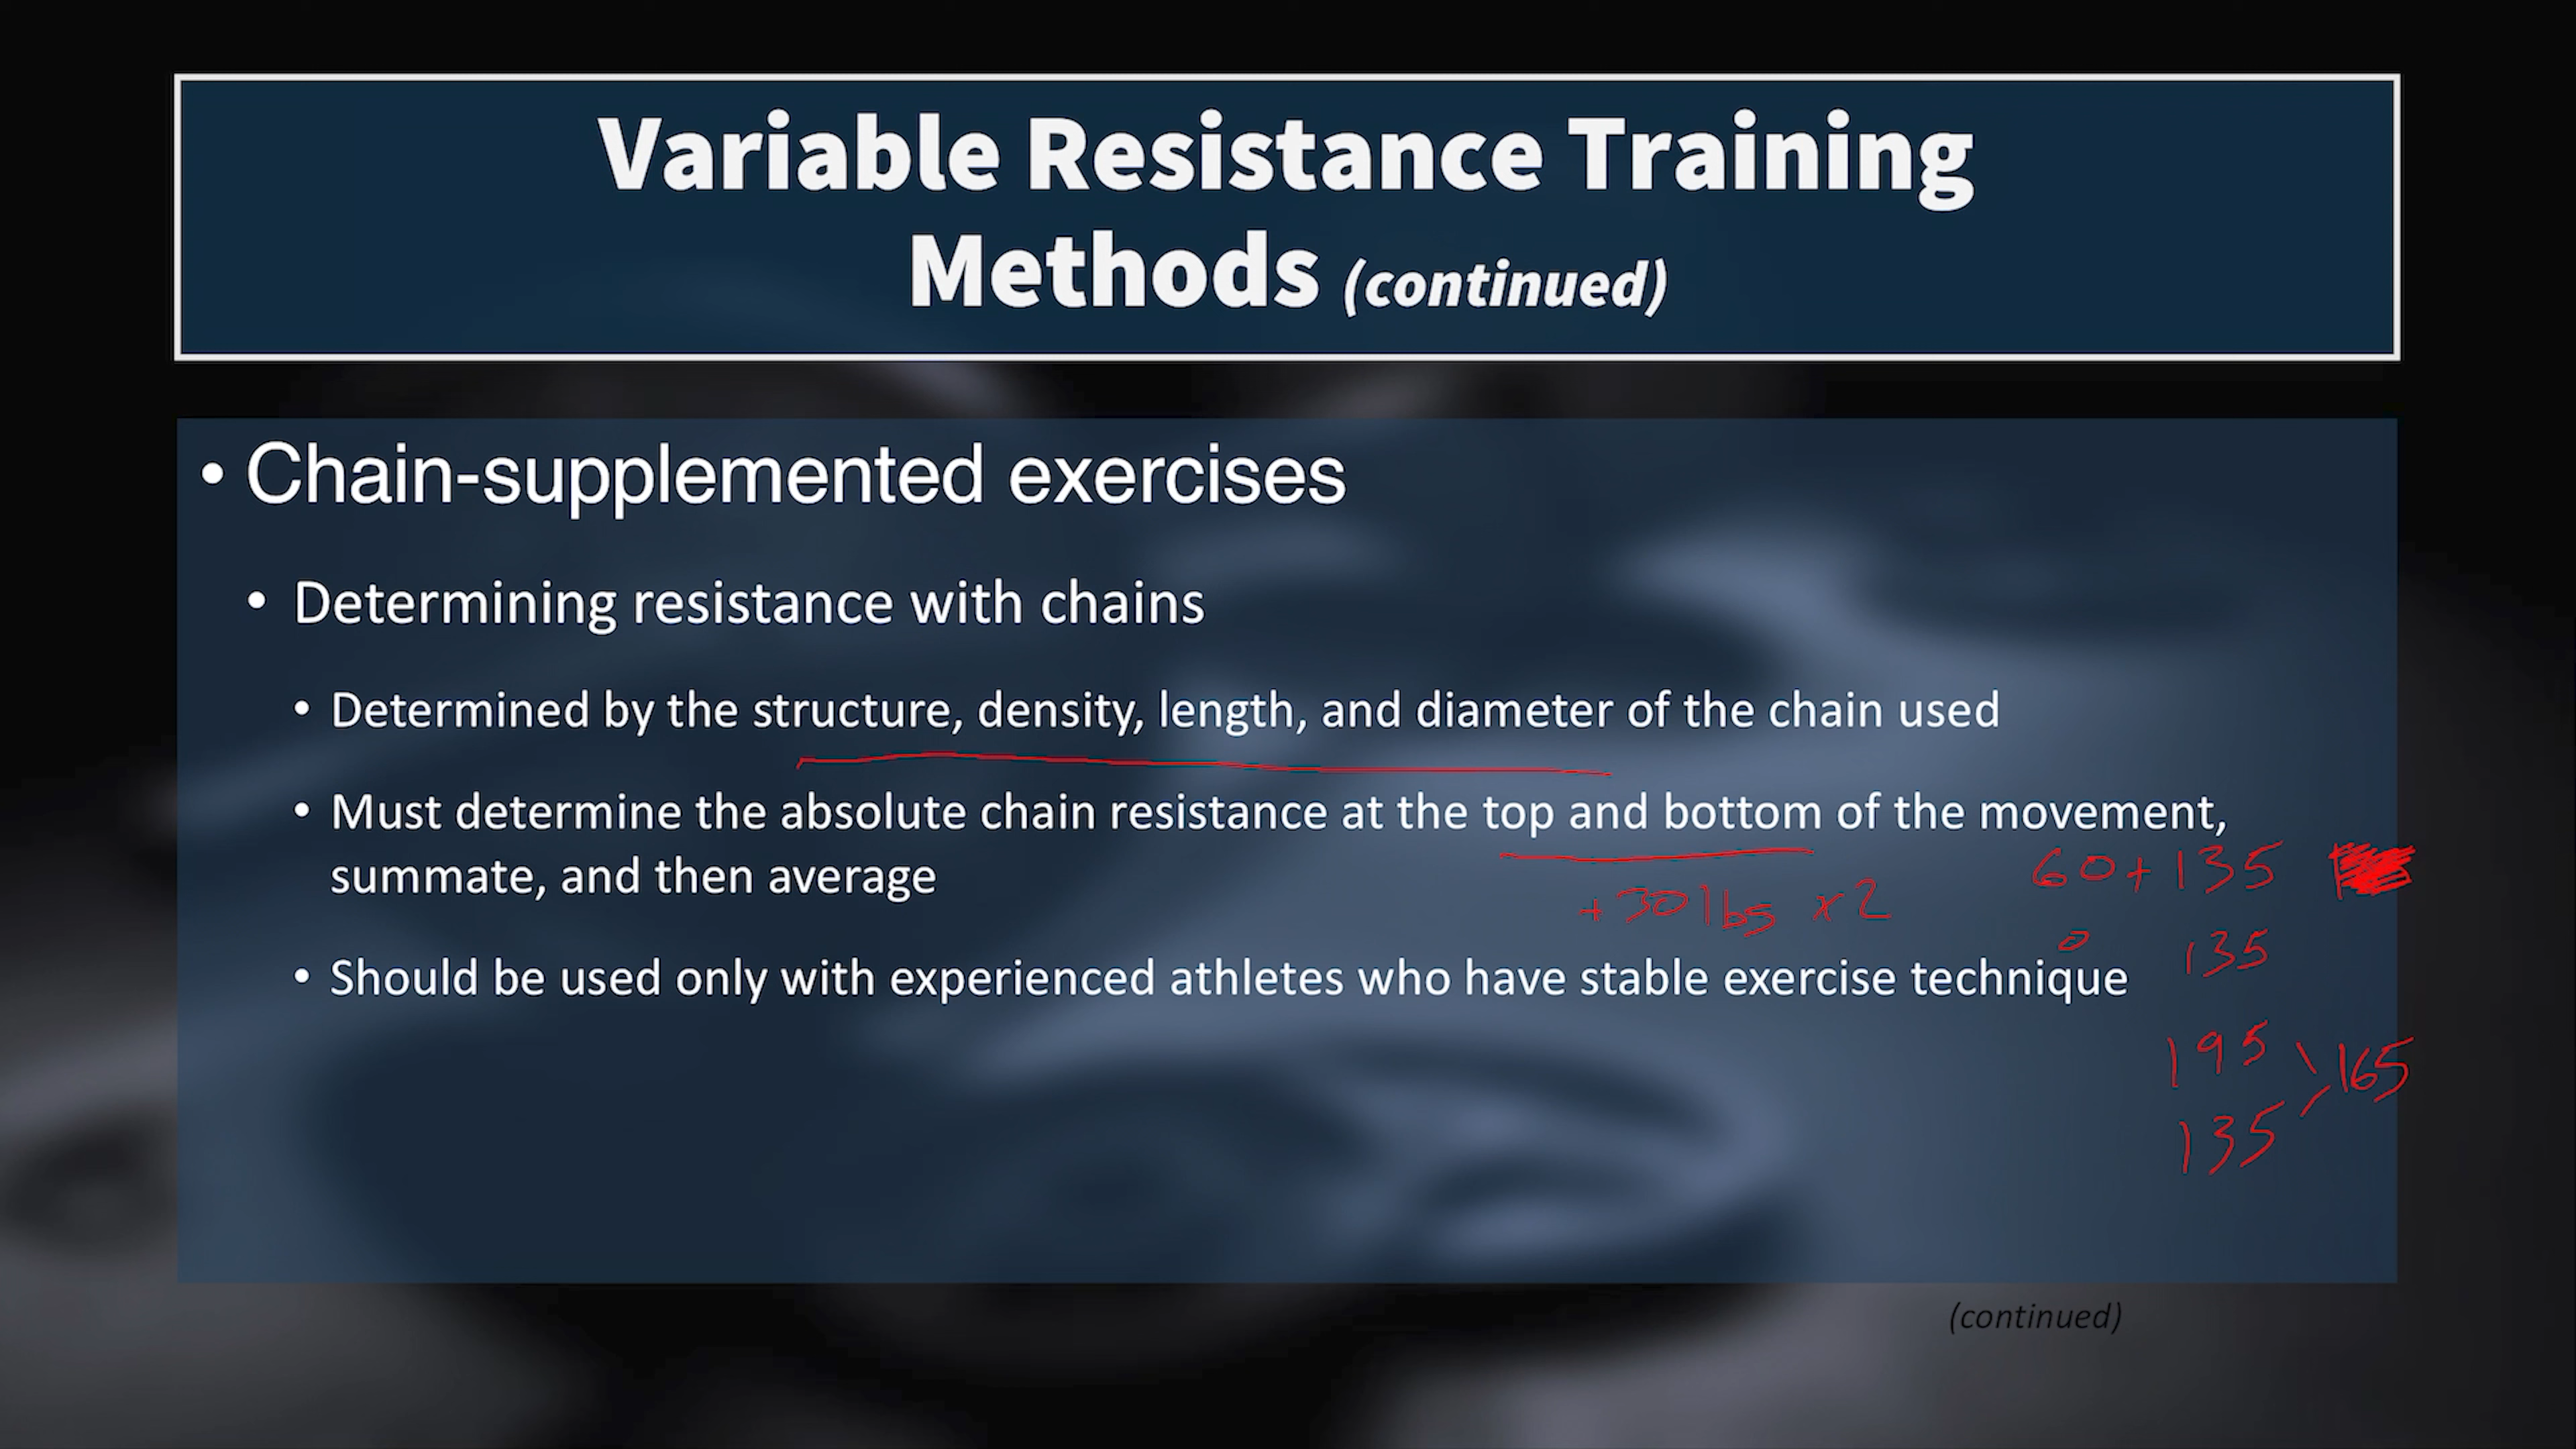 Variable Resistance Training
Methods (continued)
• Chain-supplemented exercises
• Determining resistance with chains
• Determined by the structure, density, length, and diameter of the chain used
• Must determine the absolute chain resistance at the top and bottom of the movement,
summate, and then average
60+135
+30lbs x2
0 135
• Should be used only with experienced athletes who have stable exercise technique
195
165
135
(continued)